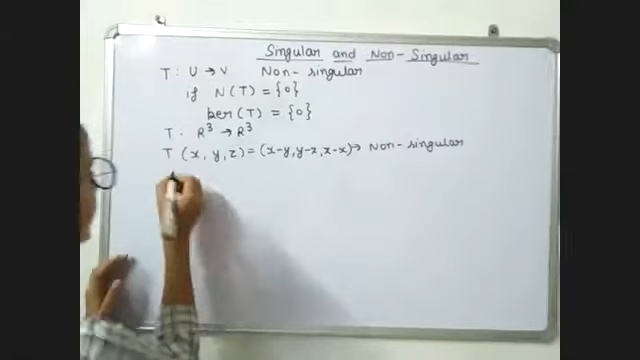 Singular and Non-Singular
T : U → V Non-singular
if N(T) = {0}
ker(T) = {0}
T : R³ → R³
T (x, y, z) = (x-y, y-z, z-x) → Non-singular